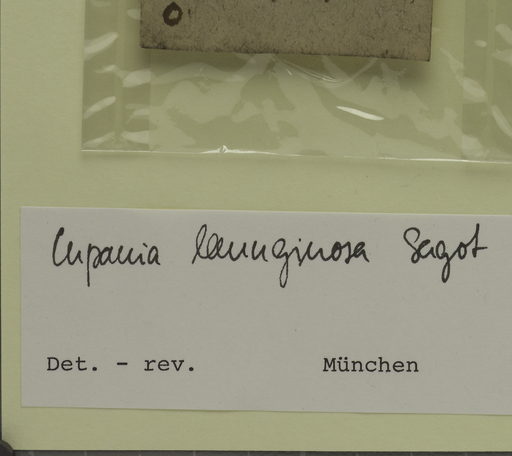 Cupania lanuginosa Sagot
Det. - rev. München